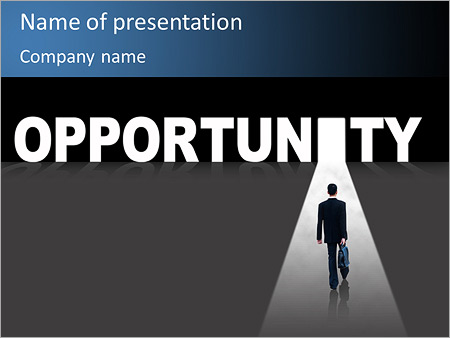 Name of presentation
Company name
OPPORTUNITY